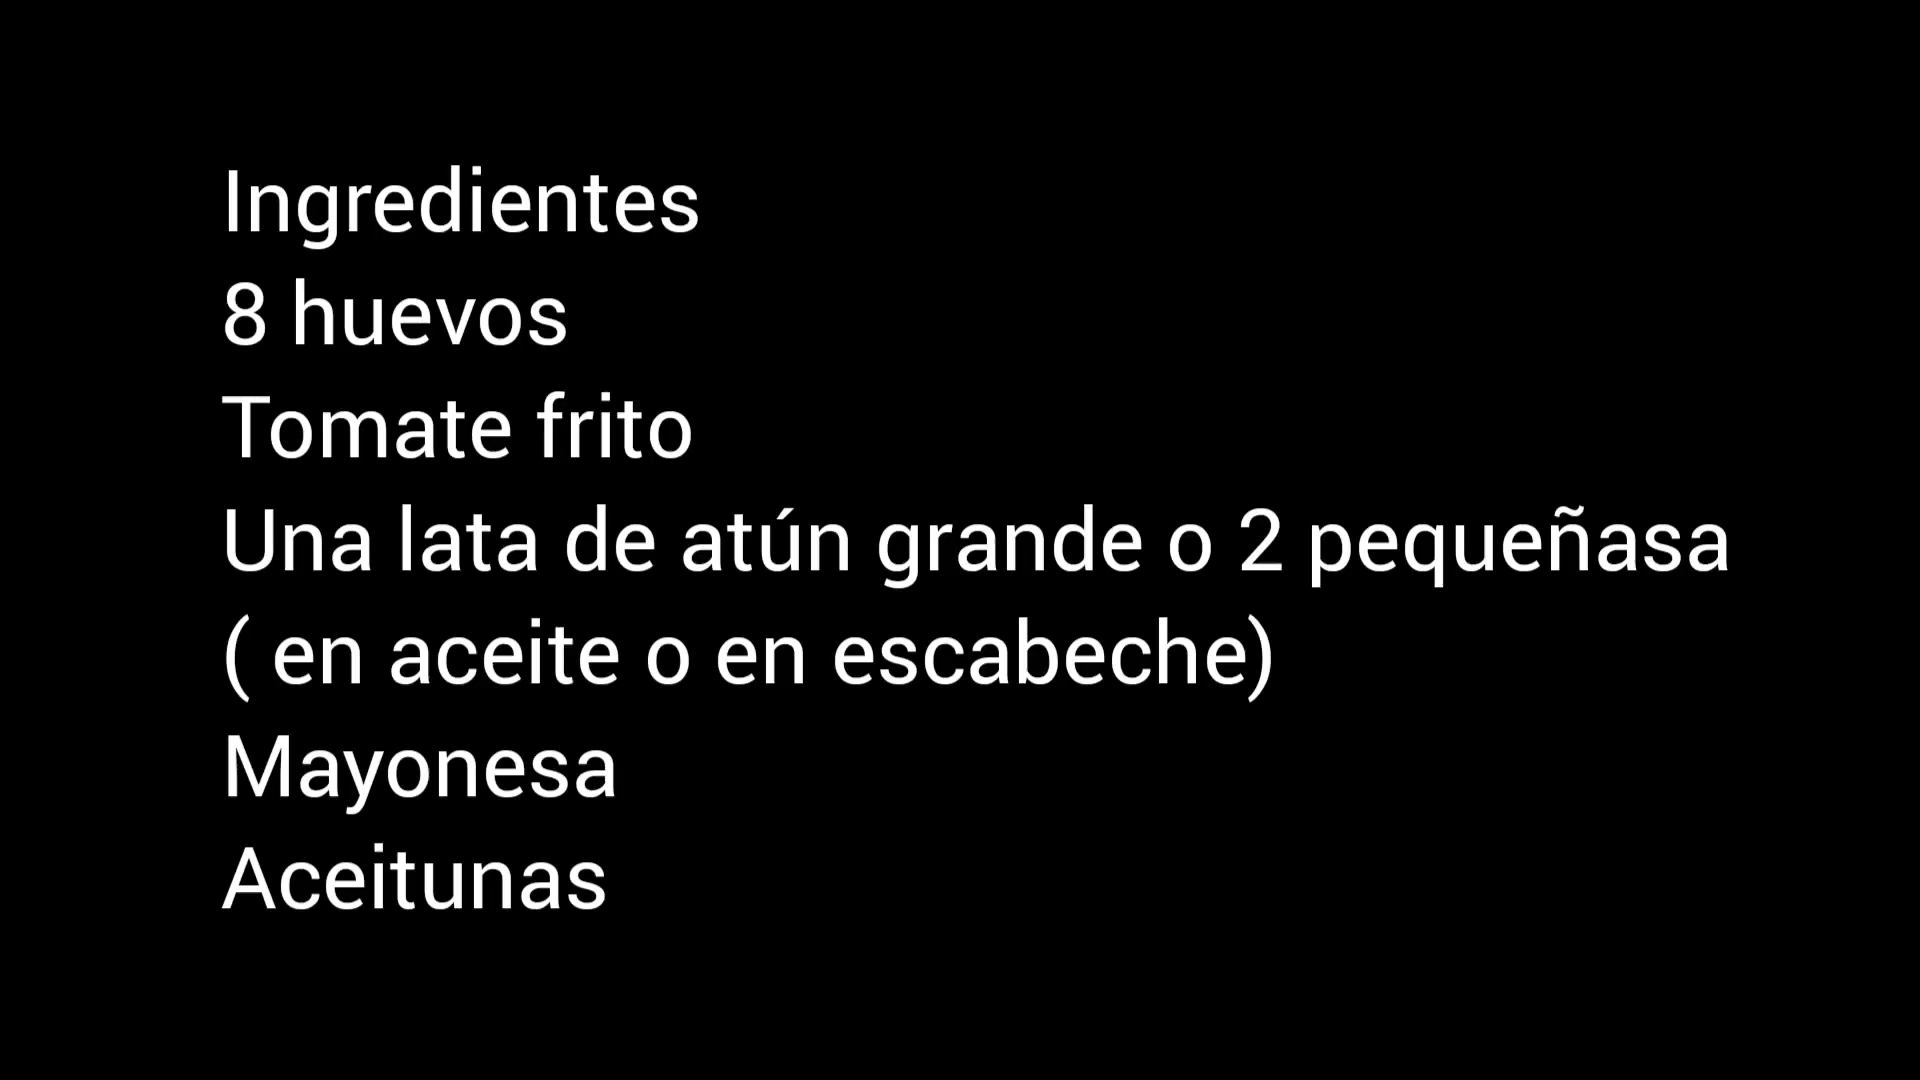 Ingredientes
8 huevos
Tomate frito
Una lata de atún grande o 2 pequeñasa
( en aceite o en escabeche)
Mayonesa
Aceitunas